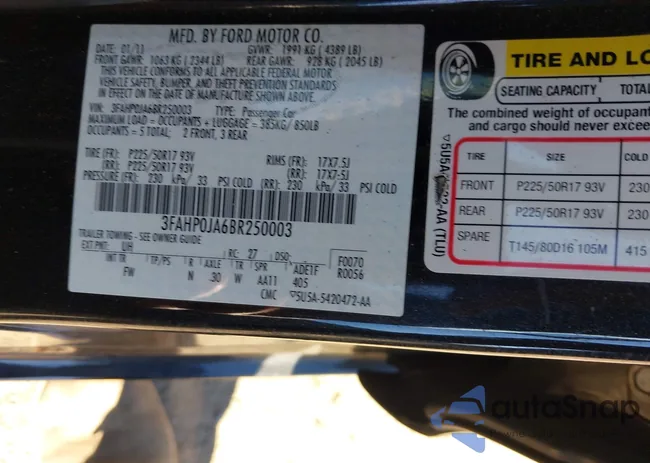 MFD. BY FORD MOTOR CO.
DATE: 01/11 GVWR: 1991 KG ( 4389 LB)
FRONT GAWR: 1063 KG ( 2344 LB) REAR GAWR: 928 KG ( 2045 LB)
THIS VEHICLE CONFORMS TO ALL APPLICABLE FEDERAL MOTOR
VEHICLE SAFETY, BUMPER, AND THEFT PREVENTION STANDARDS
IN EFFECT ON THE DATE OF MANUFACTURE SHOWN ABOVE.
VIN: 3FAHP0JA6BR250003 TYPE: Passenger Car
MAXIMUM LOAD = OCCUPANTS + LUGGAGE = 385KG/ 850LB
OCCUPANTS = 5 TOTAL; 2 FRONT, 3 REAR
TIRE (FR): P225/50R17 93V RIMS (FR): 17X7.5J
(RR): P225/50R17 93V (RR): 17X7.5J
PRESSURE (FR): 230 kPa/ 33 PSI COLD (RR): 230 kPa/ 33 PSI COLD
3FAHP0JA6BR250003
TRAILER TOWING - SEE OWNER GUIDE
EXT PNT: UH RC: 27 DSO: F0070
INT TR TP/PS R AXLE TR SPR ADE1F R0056
FW N 30 W AA11 405
CMC ▽5U5A-5420472-AA
TIRE AND LO
SEATING CAPACITY TOTAL
The combined weight of occupant
and cargo should never excee
TIRE SIZE COLD
FRONT P225/50R17 93V 230
REAR P225/50R17 93V 230
SPARE T145/80D16 105M 415
autoSnap